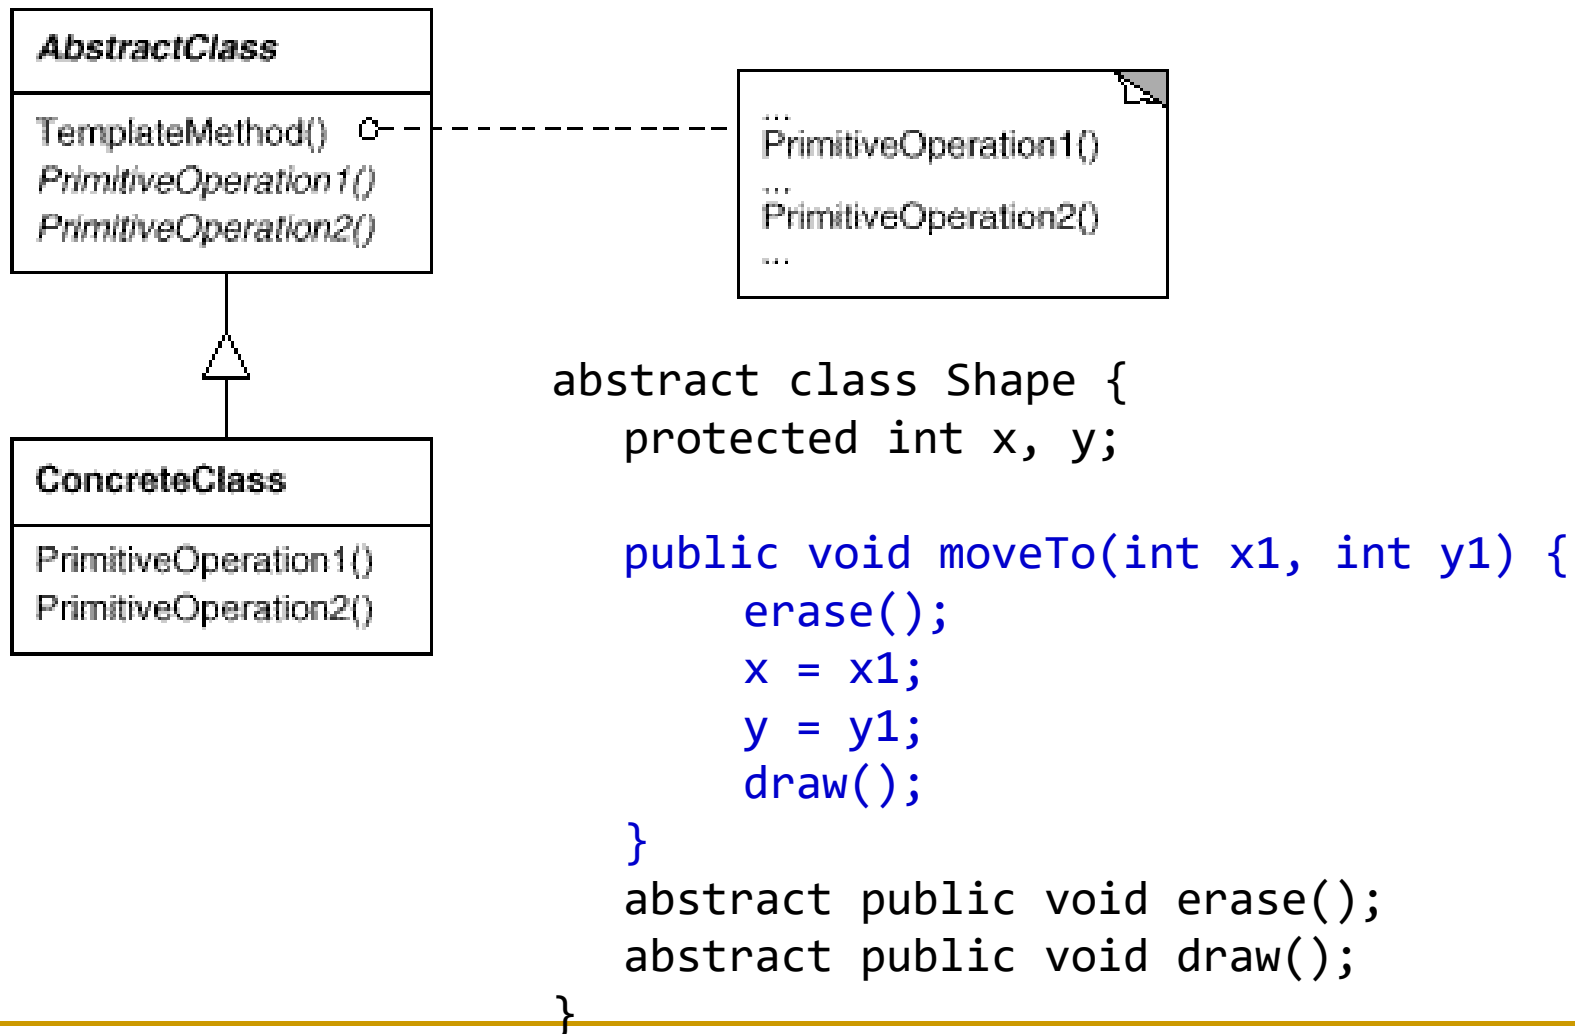 AbstractClass
TemplateMethod()
PrimitiveOperation1()
PrimitiveOperation2()
...
PrimitiveOperation1()
...
PrimitiveOperation2()
...
ConcreteClass
PrimitiveOperation1()
PrimitiveOperation2()
abstract class Shape {
protected int x, y;
public void moveTo(int x1, int y1) {
erase();
x = x1;
y = y1;
draw();
}
abstract public void erase();
abstract public void draw();
}